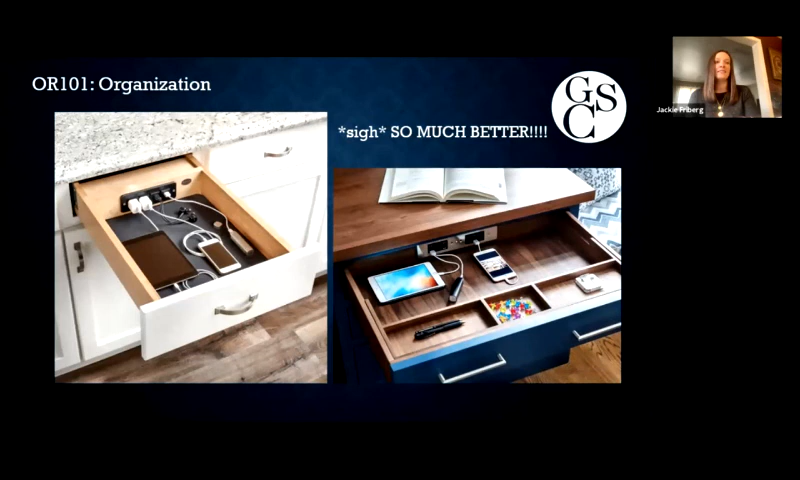 OR101: Organization
*sigh* SO MUCH BETTER!!!!
GSC
Jackie Friberg